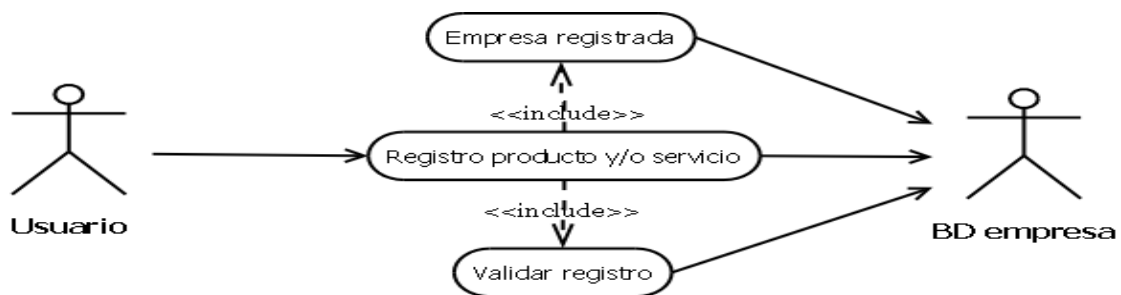 Empresa registrada
<<include>>
Registro producto y/o servicio
<<include>>
Usuario
BD empresa
Validar registro